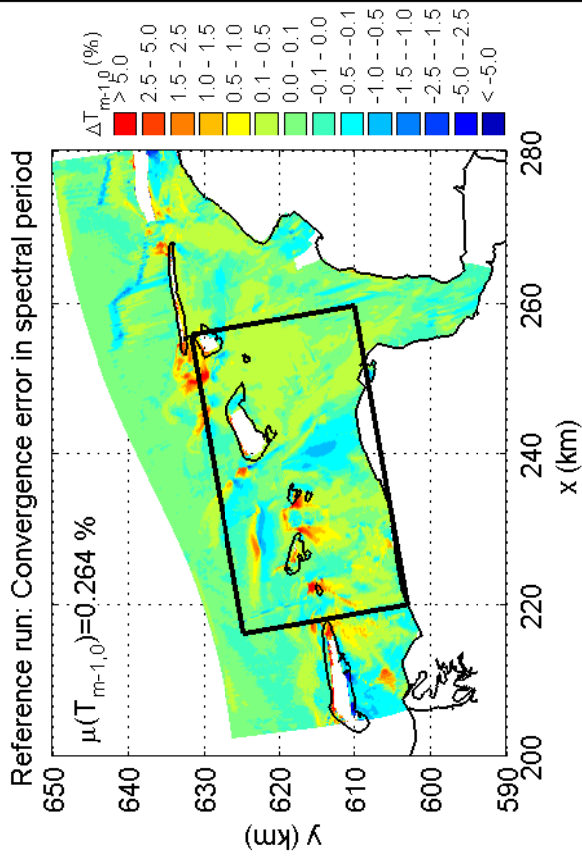 Reference run: Convergence error in spectral period
μ(T_{m-1,0})=0.264 %
650
640
630
620
610
600
590
y (km)
200
220
240
260
280
x (km)
ΔT_{m-1,0} (%)
> 5.0
2.5 - 5.0
1.5 - 2.5
1.0 - 1.5
0.5 - 1.0
0.1 - 0.5
0.0 - 0.1
-0.1 - 0.0
-0.5 - -0.1
-1.0 - -0.5
-1.5 - -1.0
-2.5 - -1.5
-5.0 - -2.5
< -5.0